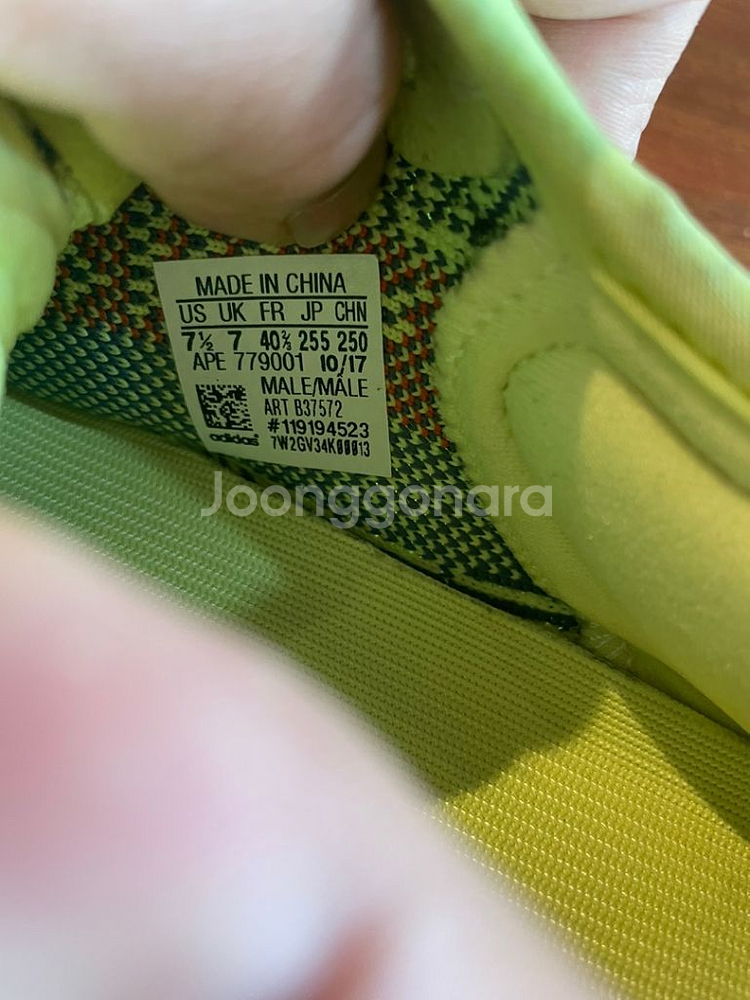 MADE IN CHINA
US UK FR JP CHN
7½ 7 40⅔ 255 250
APE 779001 10/17
MALE/MÂLE
ART B37572
#119194523
adidas 7W2GV34K00013
Joonggonara